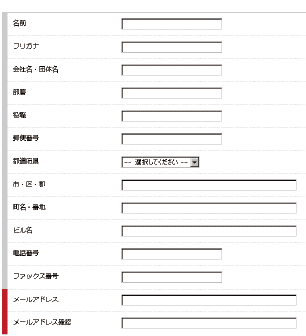 名前
フリガナ
会社名・団体名
部署
役職
郵便番号
都道府県
-- 選択してください --
市・区・郡
町名・番地
ビル名
電話番号
ファックス番号
メールアドレス
メールアドレス確認